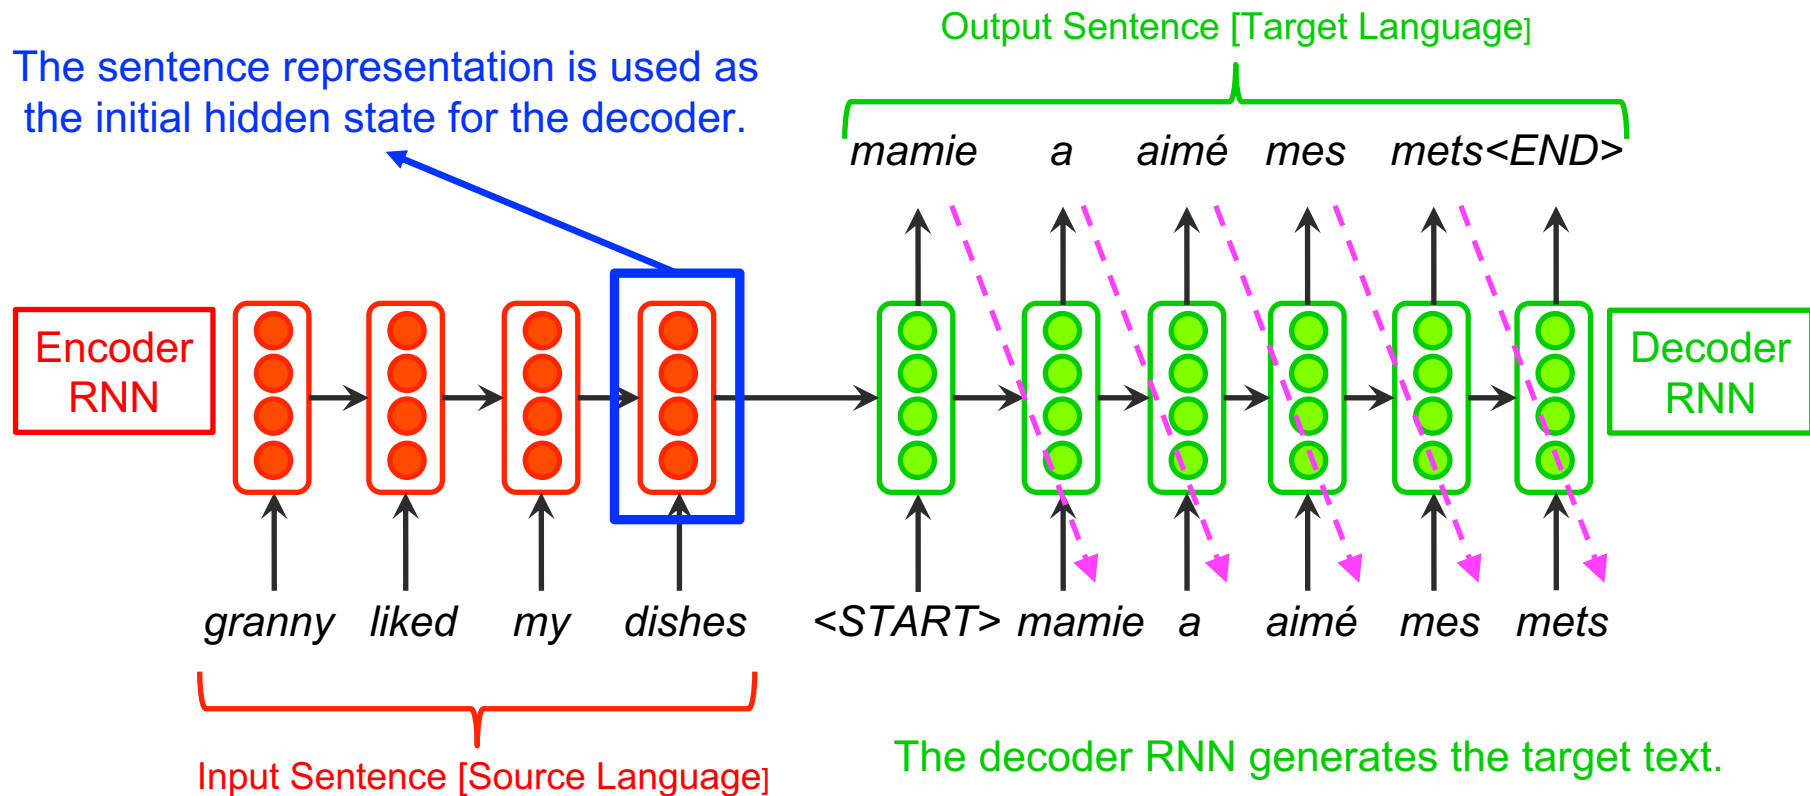 Output Sentence [Target Language]
The sentence representation is used as
the initial hidden state for the decoder.
mamie a aimé mes mets<END>
Encoder
RNN
Decoder
RNN
granny liked my dishes <START> mamie a aimé mes mets
The decoder RNN generates the target text.
Input Sentence [Source Language]